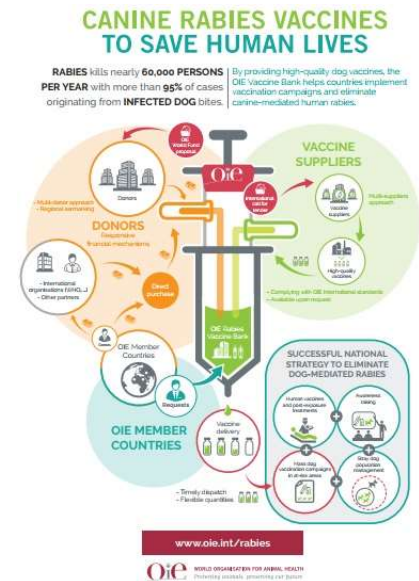 CANINE RABIES VACCINES
TO SAVE HUMAN LIVES
RABIES kills nearly 60,000 PERSONS
PER YEAR with more than 95% of cases
originating from INFECTED DOG bites.
By providing high-quality dog vaccines, the
OIE Vaccine Bank helps countries implement
vaccination campaigns and eliminate
canine-mediated human rabies.
OIE
World Fund
proposal
Oie
Donors
- Multi-donor approach
- Regional earmarking
DONORS
Responsive
financial mechanisms
- International
organisations (WHO,...)
- Other partners
Direct
purchase
VACCINE
SUPPLIERS
International
call for
tender
Vaccine
suppliers
Multi-suppliers
approach
High-quality
vaccines
- Complying with OIE International standards
- Available upon request
OIE Rabies
Vaccine Bank
OIE Member
Countries
Requests
OIE MEMBER
COUNTRIES
Vaccine
delivery
- Timely dispatch
- Flexible quantities
SUCCESSFUL NATIONAL
STRATEGY TO ELIMINATE
DOG-MEDIATED RABIES
Human vaccines
and post-exposure
treatments
Awareness
raising
Mass dog
vaccination campaigns
in at-risk areas
Stray dog
population
management
www.oie.int/rabies
Oie
WORLD ORGANISATION FOR ANIMAL HEALTH
Protecting animals, preserving our future